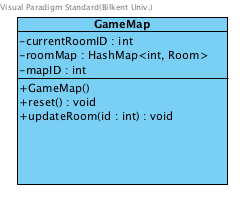 Visual Paradigm Standard(Bilkent Univ.)
GameMap
-currentRoomID : int
-roomMap : HashMap<int, Room>
-mapID : int
+GameMap()
+reset() : void
+updateRoom(id : int) : void